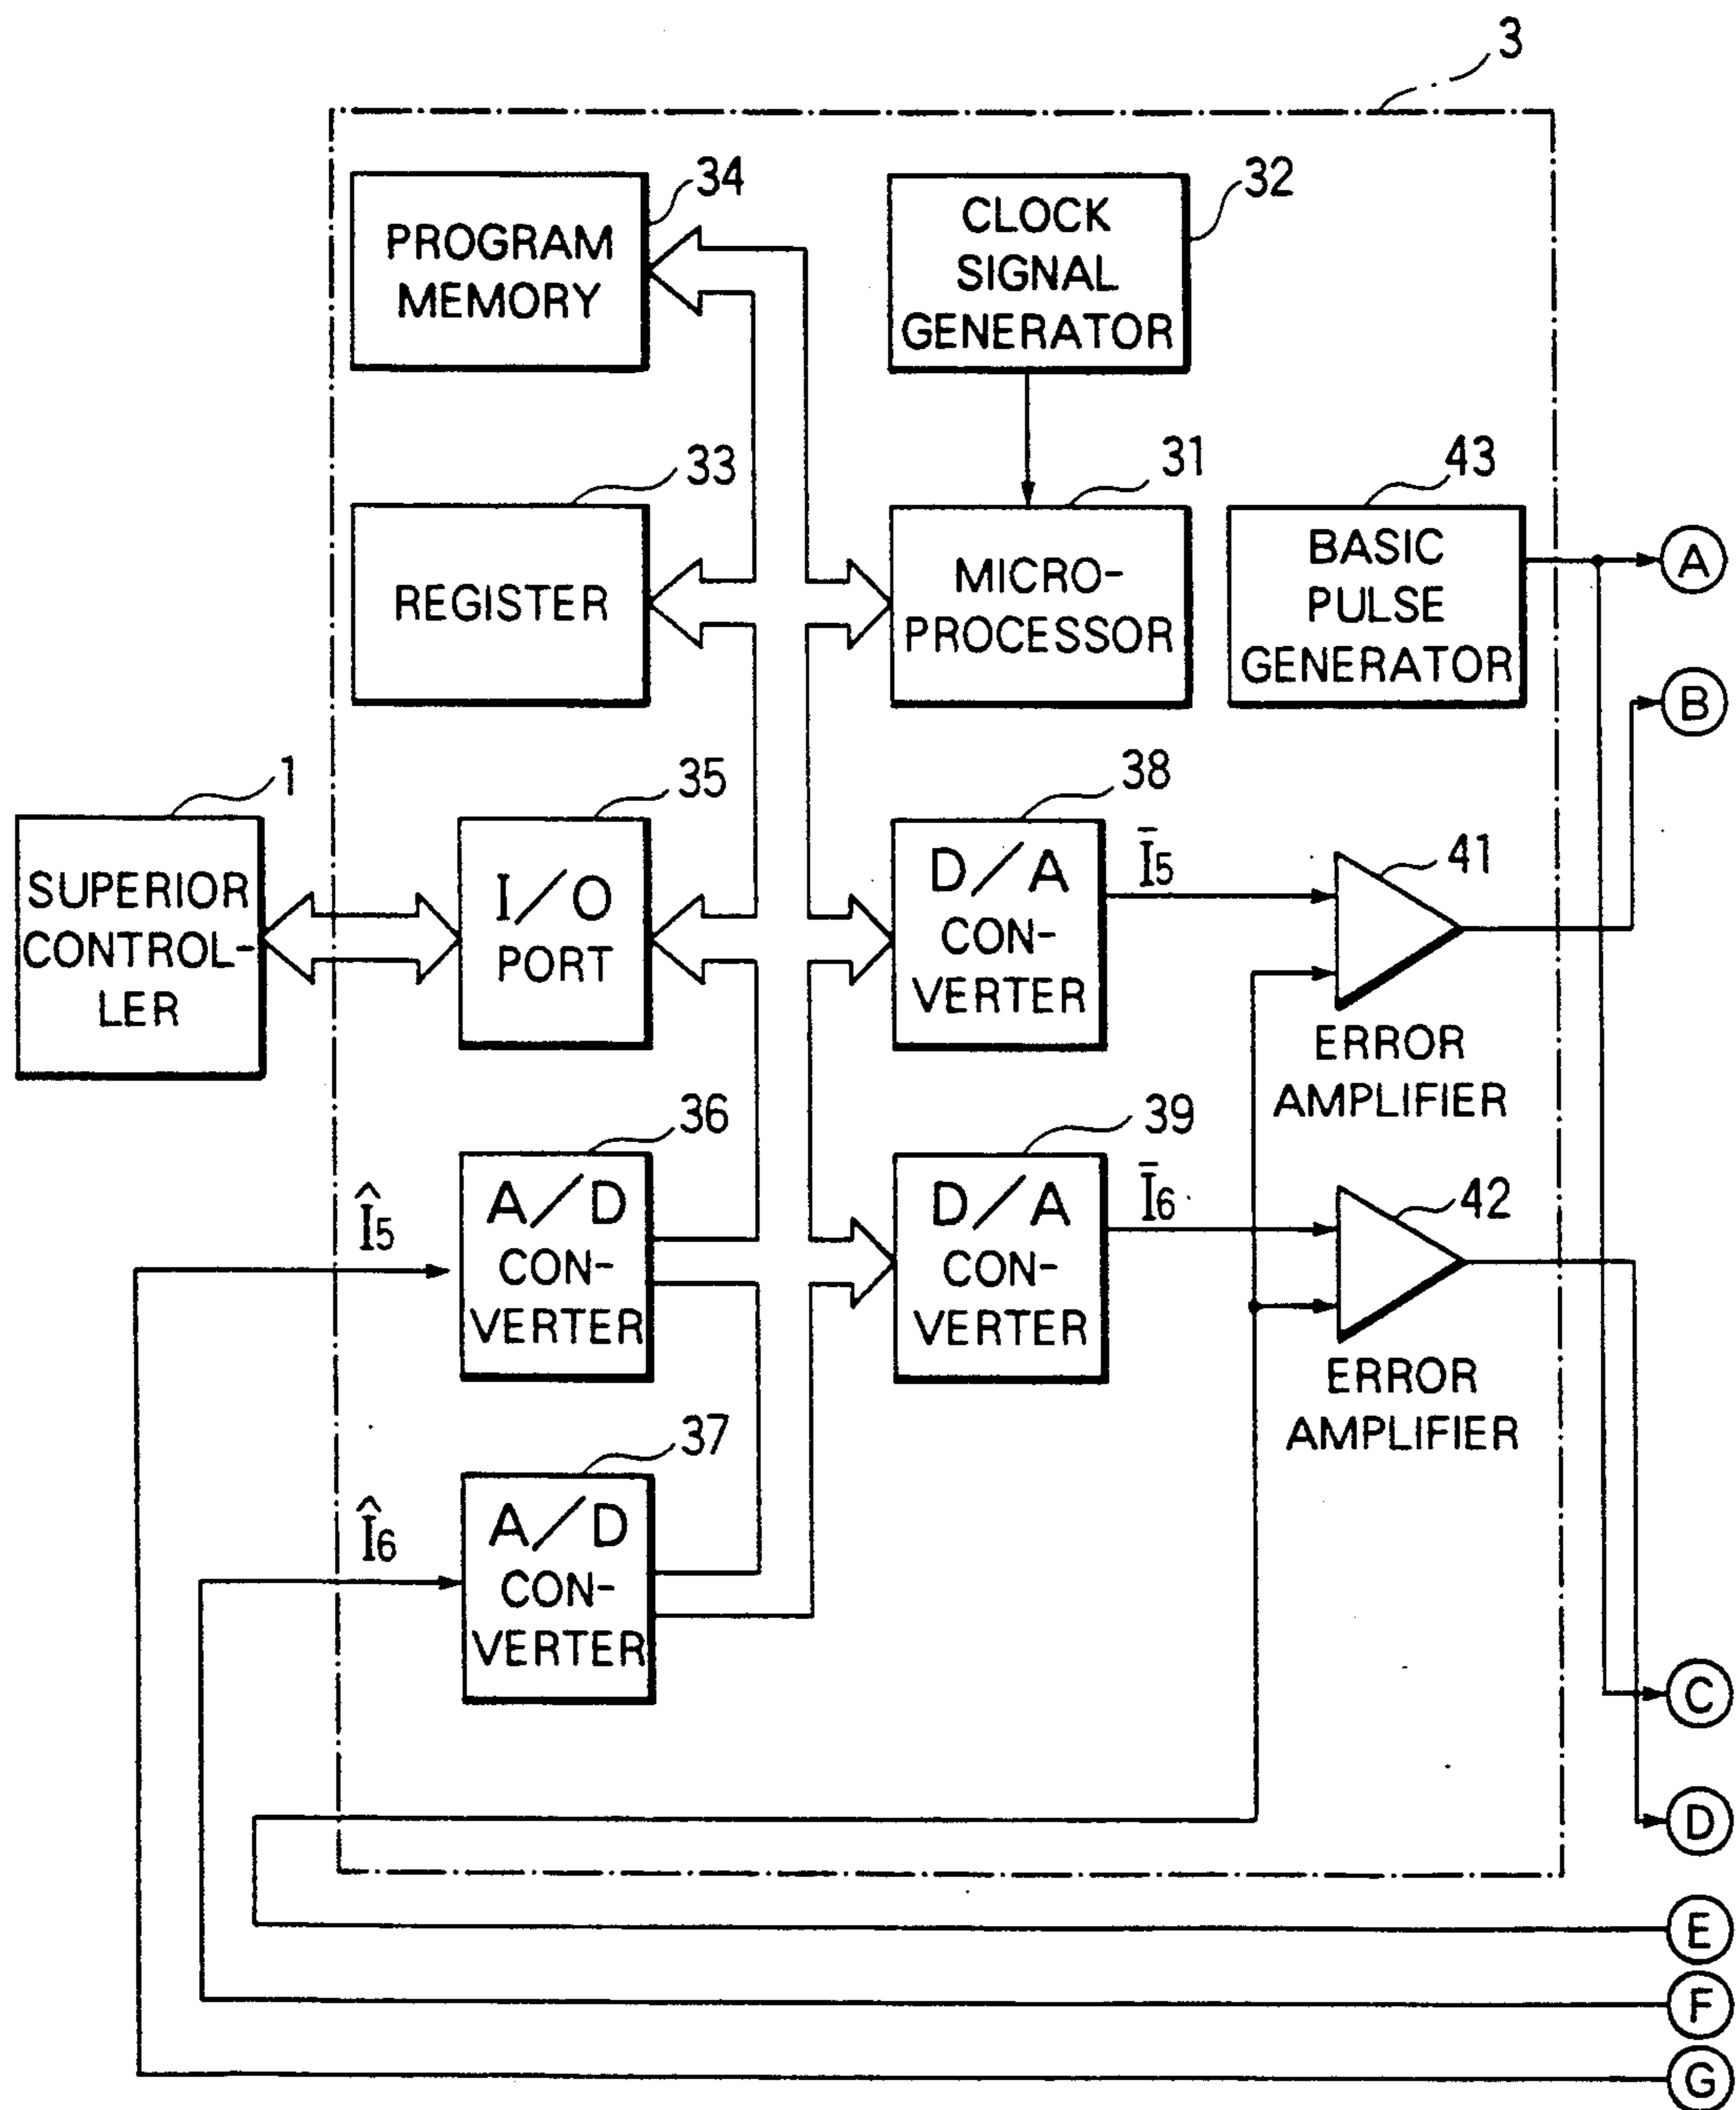 3
34
PROGRAM
MEMORY
32
CLOCK
SIGNAL
GENERATOR
33
REGISTER
31
MICRO-
PROCESSOR
43
BASIC
PULSE
GENERATOR
A
B
1
SUPERIOR
CONTROL-
LER
35
I/O
PORT
38
D/A
CON-
VERTER
Ī5
41
ERROR
AMPLIFIER
36
A/D
CON-
VERTER
Î5
39
D/A
CON-
VERTER
Ī6
42
ERROR
AMPLIFIER
37
A/D
CON-
VERTER
Î6
C
D
E
F
G